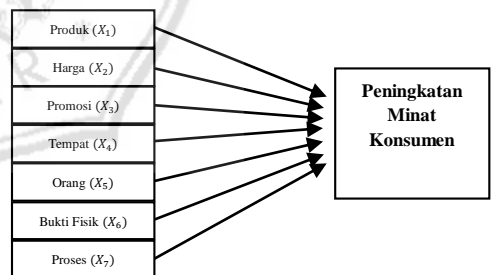 Produk (X₁)
Harga (X₂)
Promosi (X₃)
Tempat (X₄)
Orang (X₅)
Bukti Fisik (X₆)
Proses (X₇)
Peningkatan
Minat
Konsumen